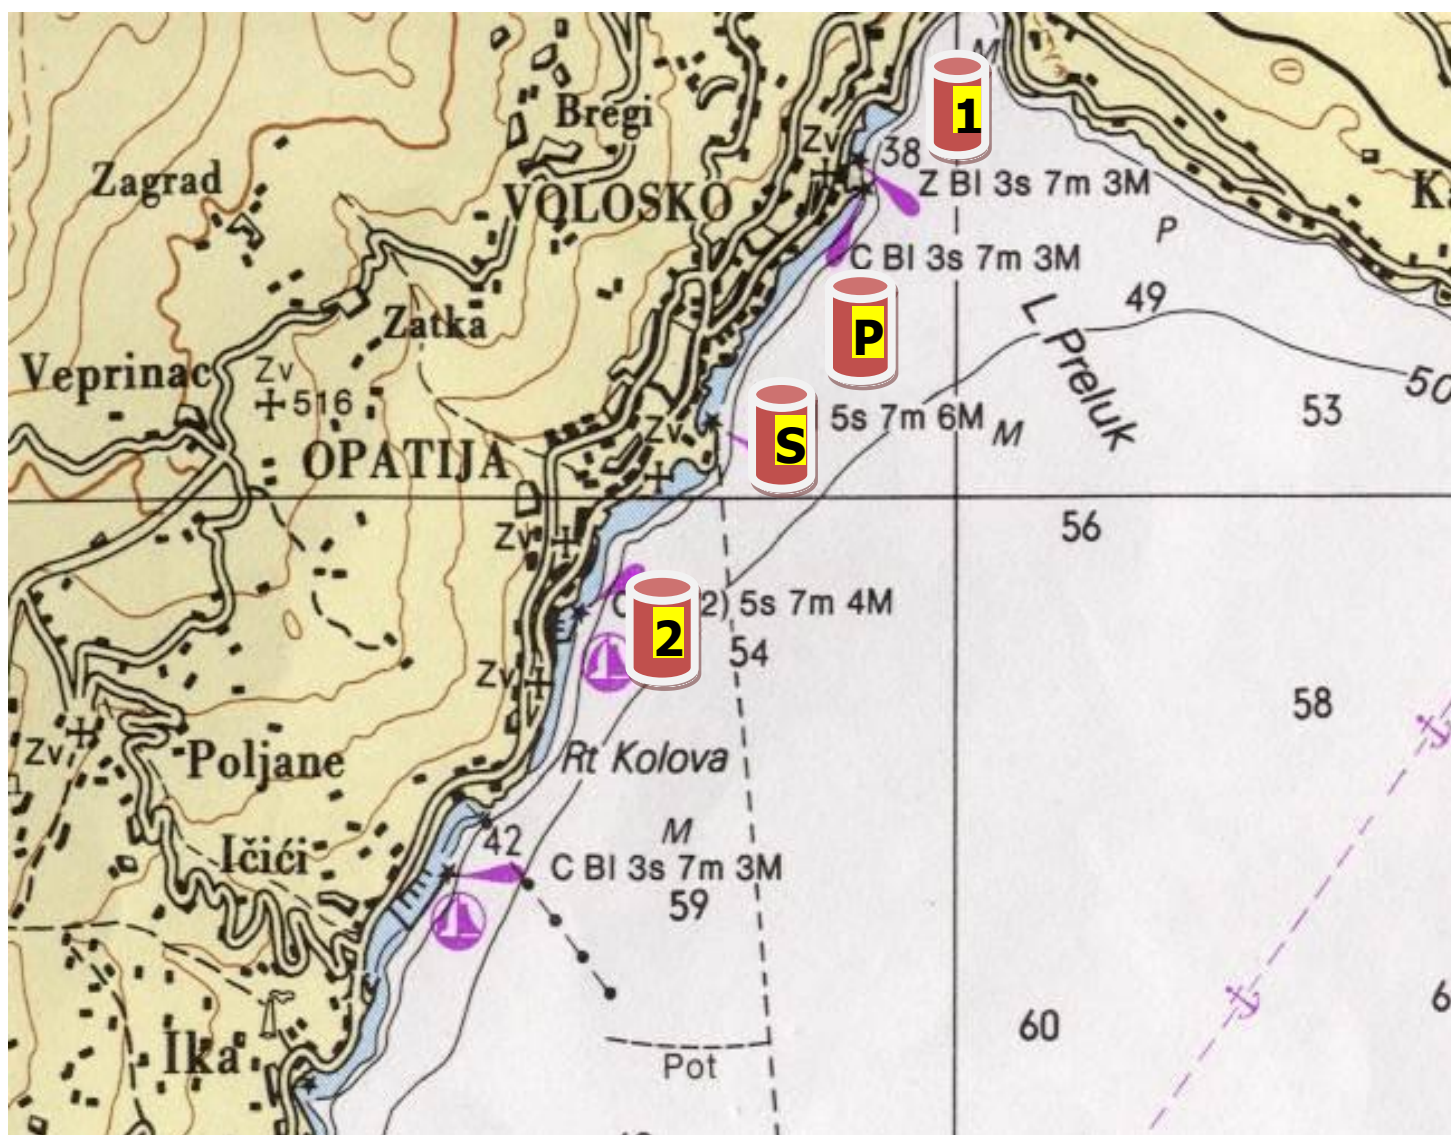 M
1
Bregi
Zv
38
Zagrad
Z Bl 3s 7m 3M
VOLOSKO
K
P
C Bl 3s 7m 3M
49
L. Preluk
Zatka
P
Veprinac
Zv
516
50
53
5s 7m 6M
M
Zv
S
OPATIJA
56
Zv
2) 5s 7m 4M
2
54
Zv
58
Zv
Rt Kolova
Poljane
M
42
Ičići
C Bl 3s 7m 3M
59
6
60
Ika
Pot